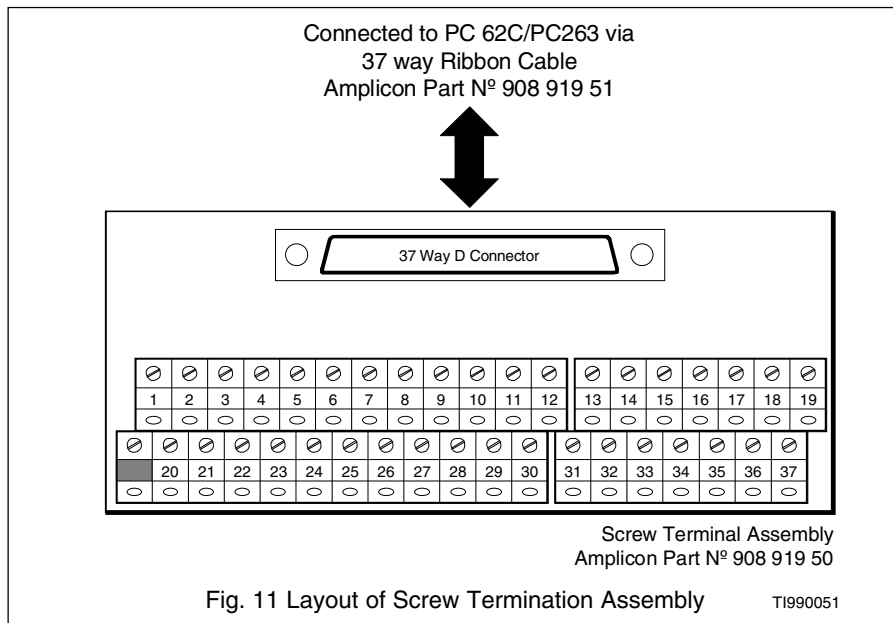 Connected to PC 62C/PC263 via
37 way Ribbon Cable
Amplicon Part Nº 908 919 51
37 Way D Connector
1 2 3 4 5 6 7 8 9 10 11 12 13 14 15 16 17 18 19
20 21 22 23 24 25 26 27 28 29 30 31 32 33 34 35 36 37
Screw Terminal Assembly
Amplicon Part Nº 908 919 50
Fig. 11 Layout of Screw Termination Assembly TI990051